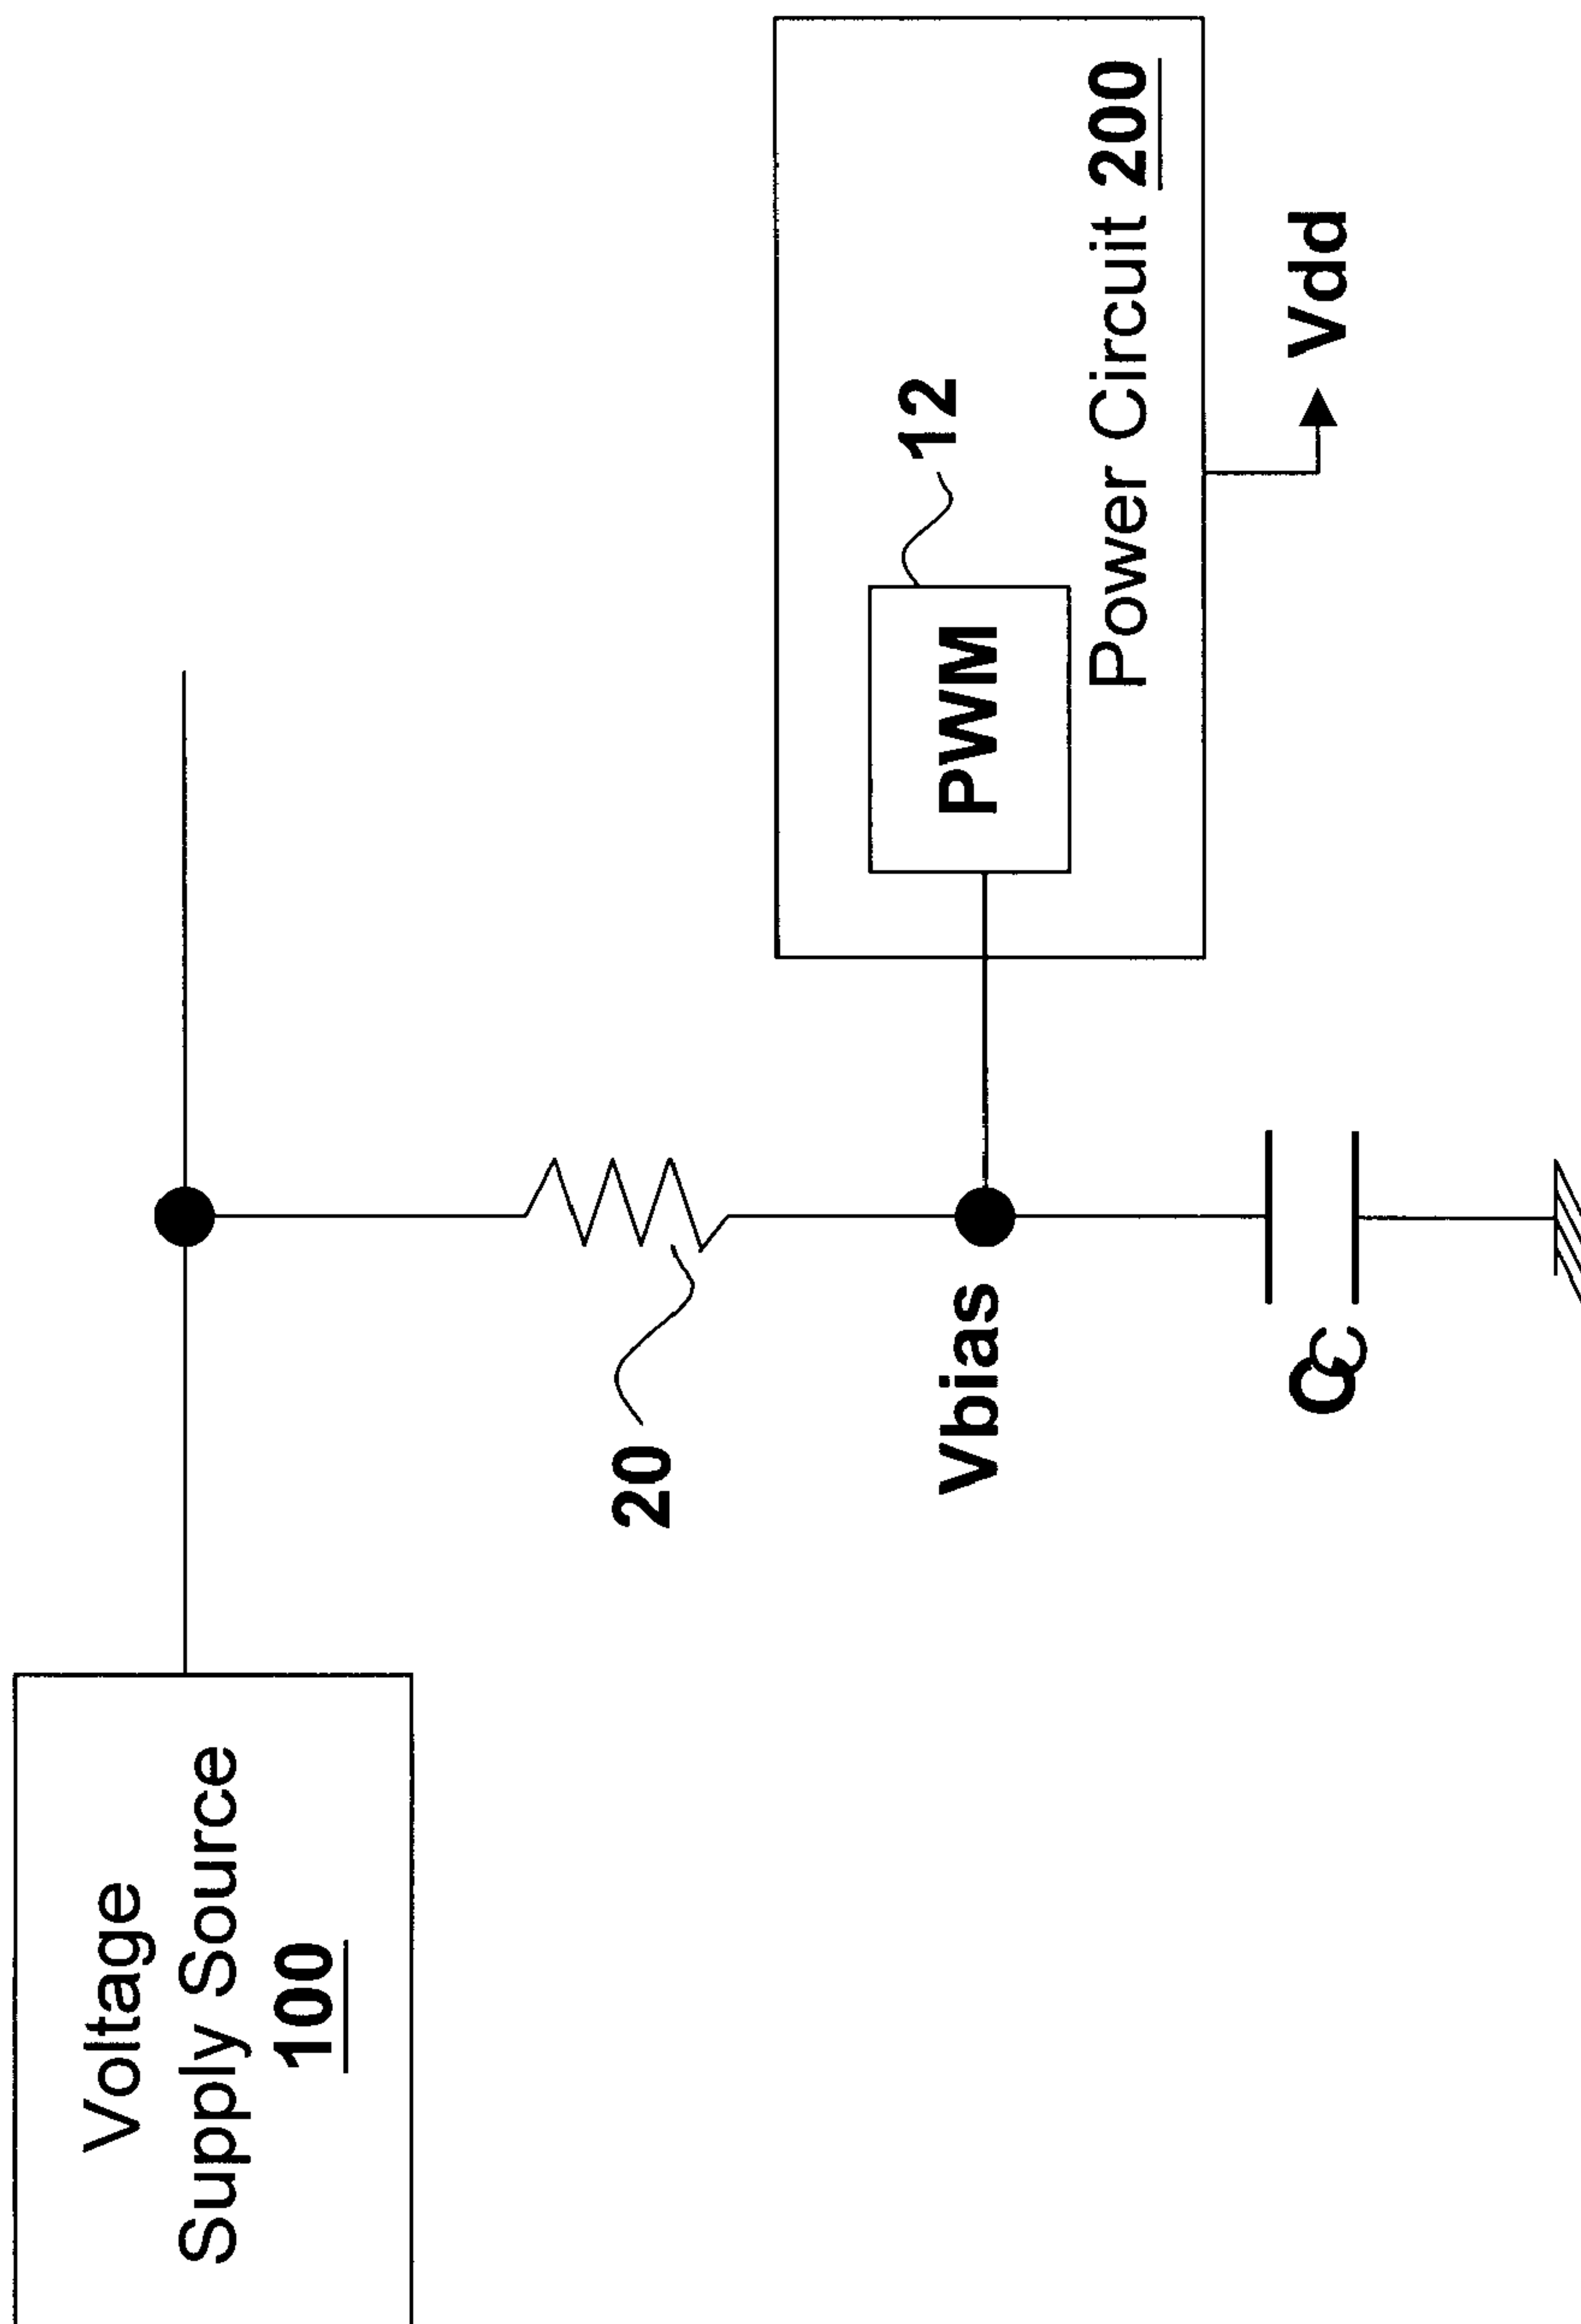 Voltage
Supply Source
100
20
Vbias
PWM
12
Power Circuit 200
Vdd